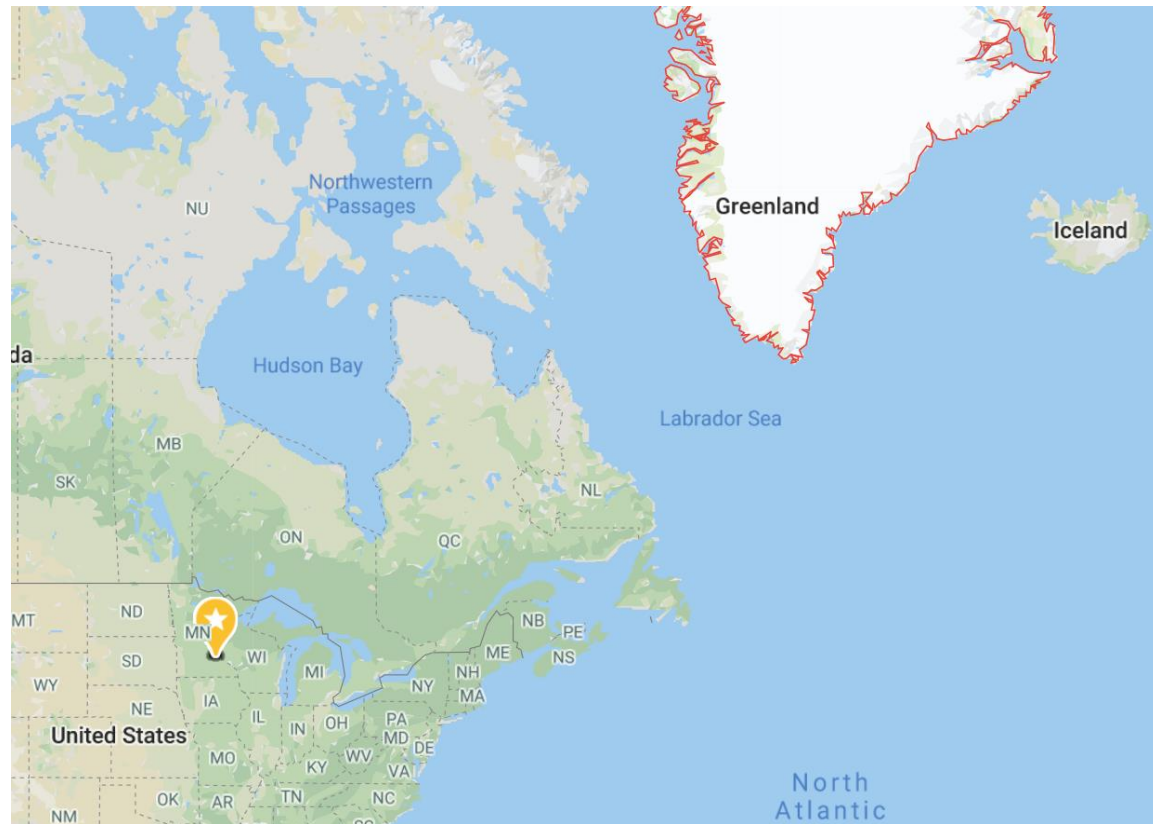 Northwestern
Passages
NU
Greenland
Iceland
da
Hudson Bay
Labrador Sea
MB
SK
NL
ON
QC
MT
ND
MN
NB
PE
SD
WI
ME
NS
MI
WY
NH
NY
MA
IA
NE
IL
IN
OH
PA
United States
MD
DE
MO
WV
KY
VA
OK
AR
TN
NC
NM
North
Atlantic